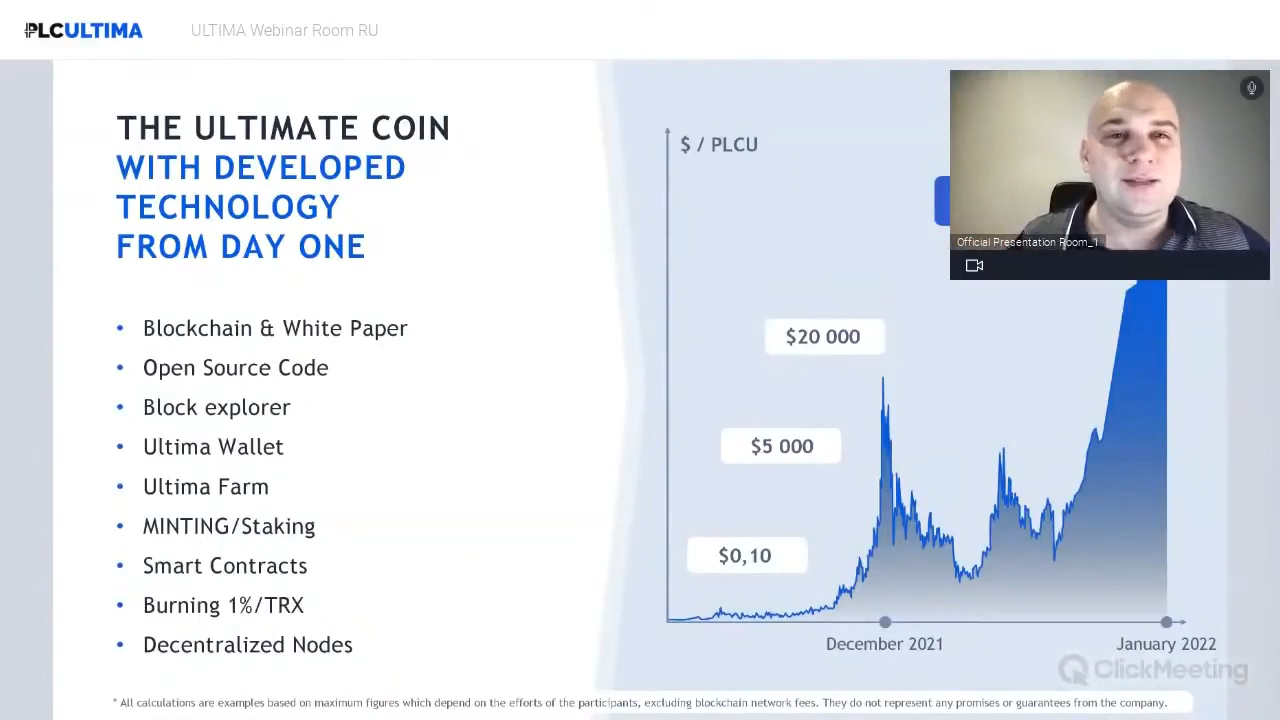 PLCULTIMA
ULTIMA Webinar Room RU
THE ULTIMATE COIN
WITH DEVELOPED
TECHNOLOGY
FROM DAY ONE
• Blockchain & White Paper
• Open Source Code
• Block explorer
• Ultima Wallet
• Ultima Farm
• MINTING/Staking
• Smart Contracts
• Burning 1%/TRX
• Decentralized Nodes
$ / PLCU
Official Presentation Room_1
$20 000
$5 000
$0,10
December 2021
January 2022
ClickMeeting
* All calculations are examples based on maximum figures which depend on the efforts of the participants, excluding blockchain network fees. They do not represent any promises or guarantees from the company.